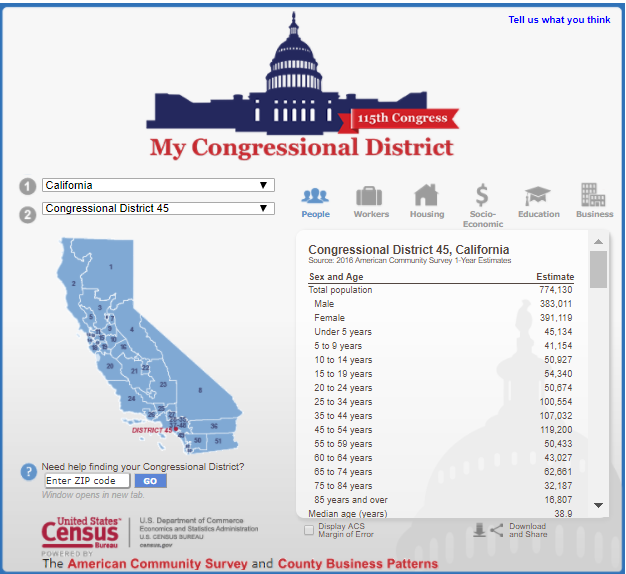 Tell us what you think
115th Congress
My Congressional District
1 California
2 Congressional District 45
People
Workers
Housing
Socio-
Economic
Education
Business
Congressional District 45, California
Source: 2016 American Community Survey 1-Year Estimates
Sex and Age Estimate
Total population 774,130
Male 383,011
Female 391,119
Under 5 years 45,134
5 to 9 years 41,154
10 to 14 years 50,927
15 to 19 years 54,340
20 to 24 years 50,674
25 to 34 years 100,554
35 to 44 years 107,032
45 to 54 years 119,200
55 to 59 years 50,433
60 to 64 years 43,027
65 to 74 years 62,661
75 to 84 years 32,187
85 years and over 16,807
Median age (years) 38.9
1
2
3
4
5
8
20
21
22
23
24
36
50
51
DISTRICT 45
? Need help finding your Congressional District?
Enter ZIP code GO
Window opens in new tab.
Display ACS
Margin of Error
Download
and Share
United States™
Census
Bureau
U.S. Department of Commerce
Economics and Statistics Administration
U.S. CENSUS BUREAU
census.gov
POWERED BY
The American Community Survey and County Business Patterns